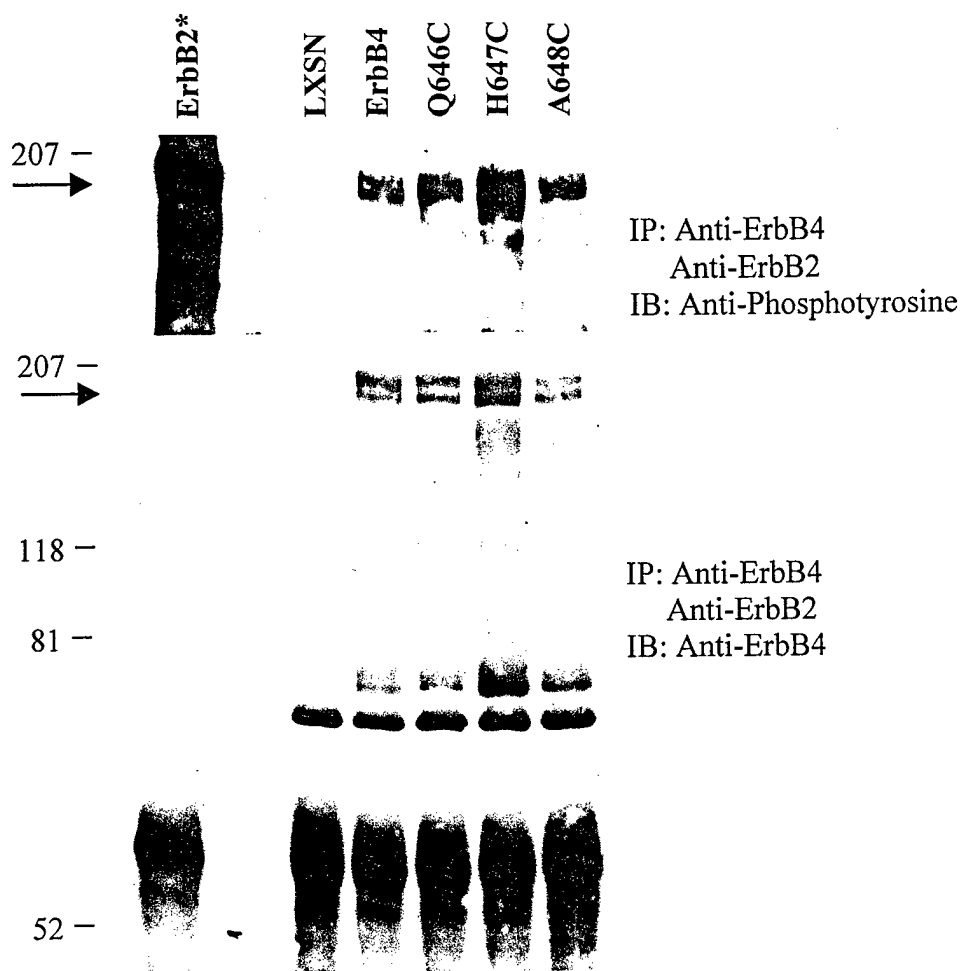 ErbB2*
LXSN
ErbB4
Q646C
H647C
A648C
207
IP: Anti-ErbB4
Anti-ErbB2
IB: Anti-Phosphotyrosine
207
118
81
IP: Anti-ErbB4
Anti-ErbB2
IB: Anti-ErbB4
52